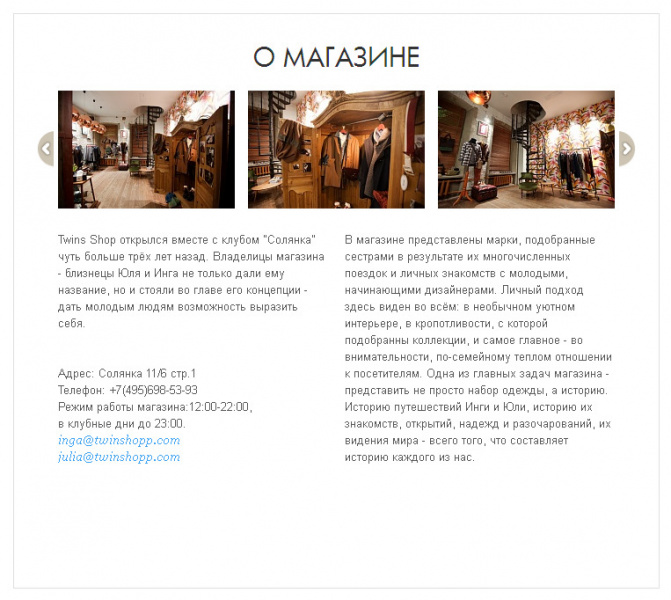 О МАГАЗИНЕ
Twins Shop открылся вместе с клубом "Солянка"
чуть больше трёх лет назад. Владелицы магазина
- близнецы Юля и Инга не только дали ему
название, но и стояли во главе его концепции -
дать молодым людям возможность выразить
себя.
Адрес: Солянка 11/6 стр.1
Телефон: +7(495)698-53-93
Режим работы магазина:12:00-22:00,
в клубные дни до 23:00.
inga@twinshopp.com
julia@twinshopp.com
В магазине представлены марки, подобранные
сестрами в результате их многочисленных
поездок и личных знакомств с молодыми,
начинающими дизайнерами. Личный подход
здесь виден во всём: в необычном уютном
интерьере, в кропотливости, с которой
подобранны коллекции, и самое главное - во
внимательности, по-семейному теплом отношении
к посетителям. Одна из главных задач магазина -
представить не просто набор одежды, а историю.
Историю путешествий Инги и Юли, историю их
знакомств, открытий, надежд и разочарований, их
видения мира - всего того, что составляет
историю каждого из нас.